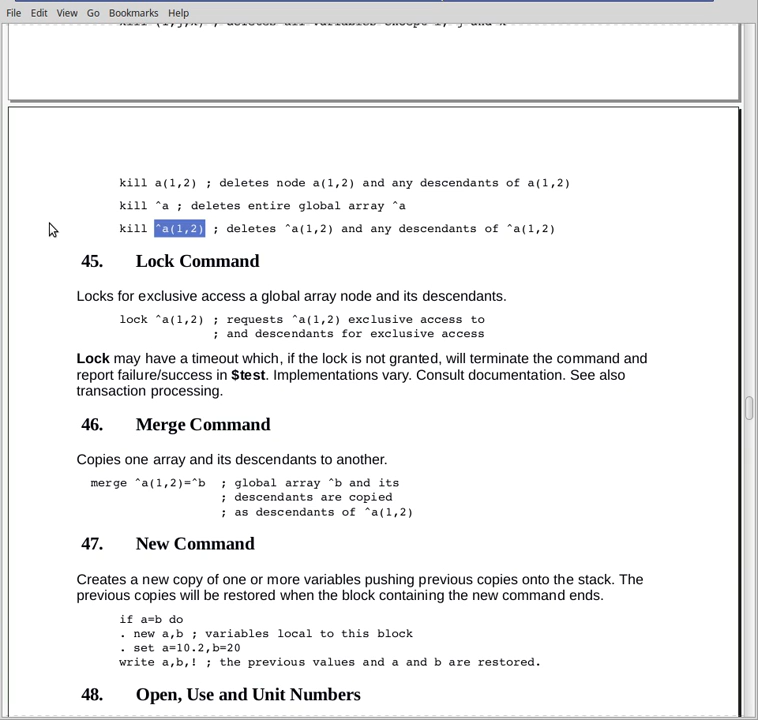 File Edit View Go Bookmarks Help
kill (i,j,k) ; deletes all variables except i, j and k
kill a(1,2) ; deletes node a(1,2) and any descendants of a(1,2)
kill ^a ; deletes entire global array ^a
kill ^a(1,2) ; deletes ^a(1,2) and any descendants of ^a(1,2)
45. Lock Command
Locks for exclusive access a global array node and its descendants.
lock ^a(1,2) ; requests ^a(1,2) exclusive access to
; and descendants for exclusive access
Lock may have a timeout which, if the lock is not granted, will terminate the command and
report failure/success in $test. Implementations vary. Consult documentation. See also
transaction processing.
46. Merge Command
Copies one array and its descendants to another.
merge ^a(1,2)=^b ; global array ^b and its
; descendants are copied
; as descendants of ^a(1,2)
47. New Command
Creates a new copy of one or more variables pushing previous copies onto the stack. The
previous copies will be restored when the block containing the new command ends.
if a=b do
. new a,b ; variables local to this block
. set a=10.2,b=20
write a,b,! ; the previous values and a and b are restored.
48. Open, Use and Unit Numbers